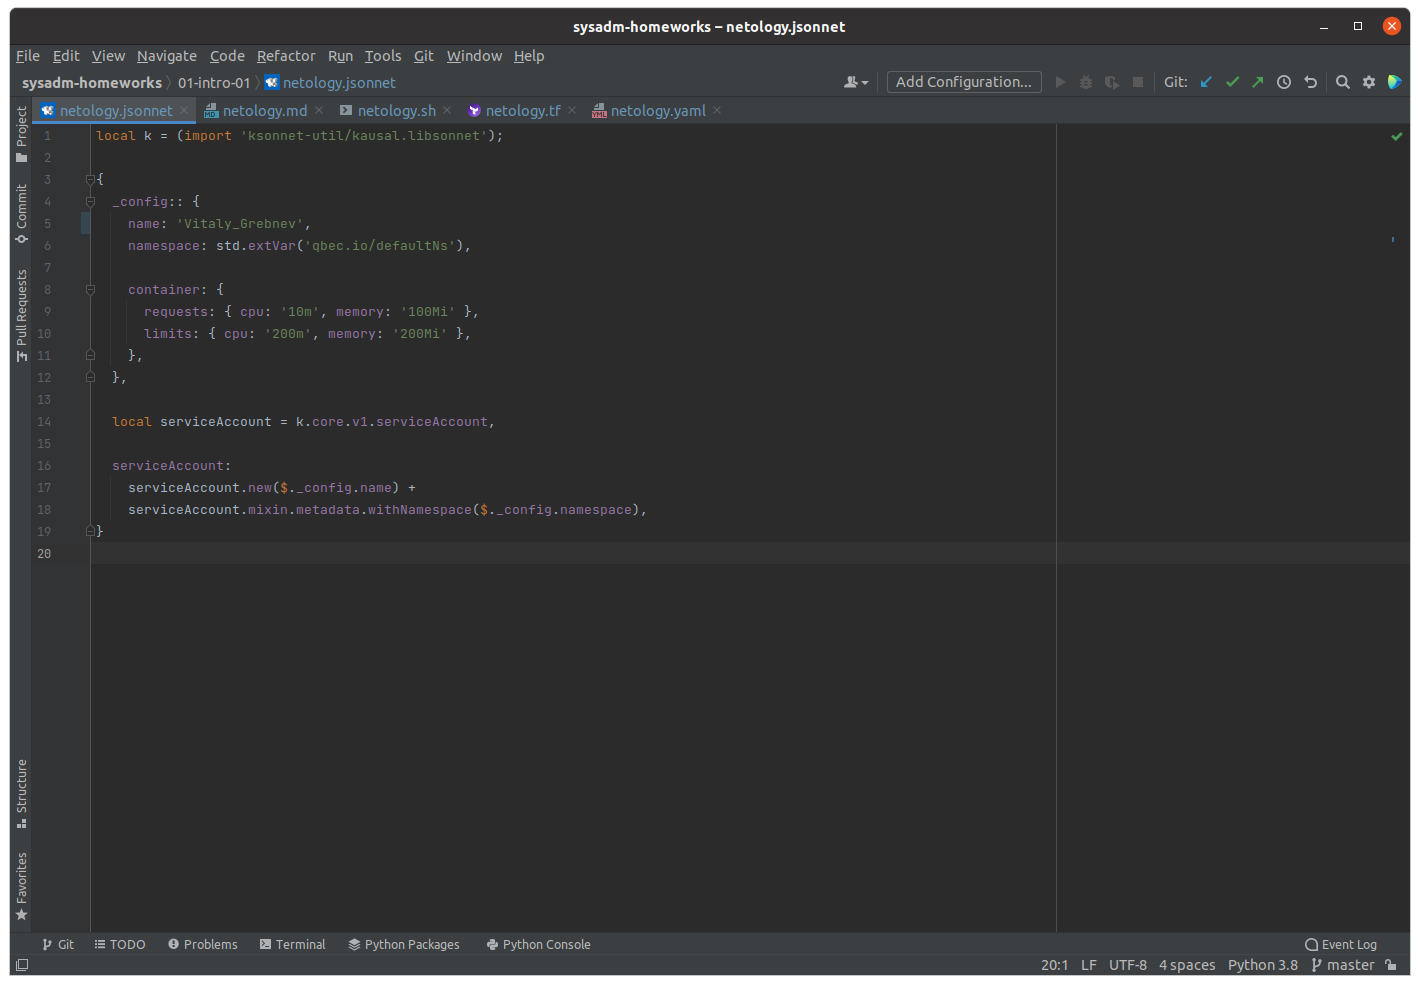 sysadm-homeworks – netology.jsonnet
File Edit View Navigate Code Refactor Run Tools Git Window Help
sysadm-homeworks 01-intro-01 netology.jsonnet Add Configuration... Git:
netology.jsonnet netology.md netology.sh netology.tf netology.yaml
Project
Commit
Pull Requests
Structure
Favorites
1 local k = (import 'ksonnet-util/kausal.libsonnet');
2
3 {
4 _config:: {
5 name: 'Vitaly_Grebnev',
6 namespace: std.extVar('qbec.io/defaultNs'),
7
8 container: {
9 requests: { cpu: '10m', memory: '100Mi' },
10 limits: { cpu: '200m', memory: '200Mi' },
11 },
12 },
13
14 local serviceAccount = k.core.v1.serviceAccount,
15
16 serviceAccount:
17 serviceAccount.new($._config.name) +
18 serviceAccount.mixin.metadata.withNamespace($._config.namespace),
19 }
20
Git TODO Problems Terminal Python Packages Python Console Event Log
20:1 LF UTF-8 4 spaces Python 3.8 master